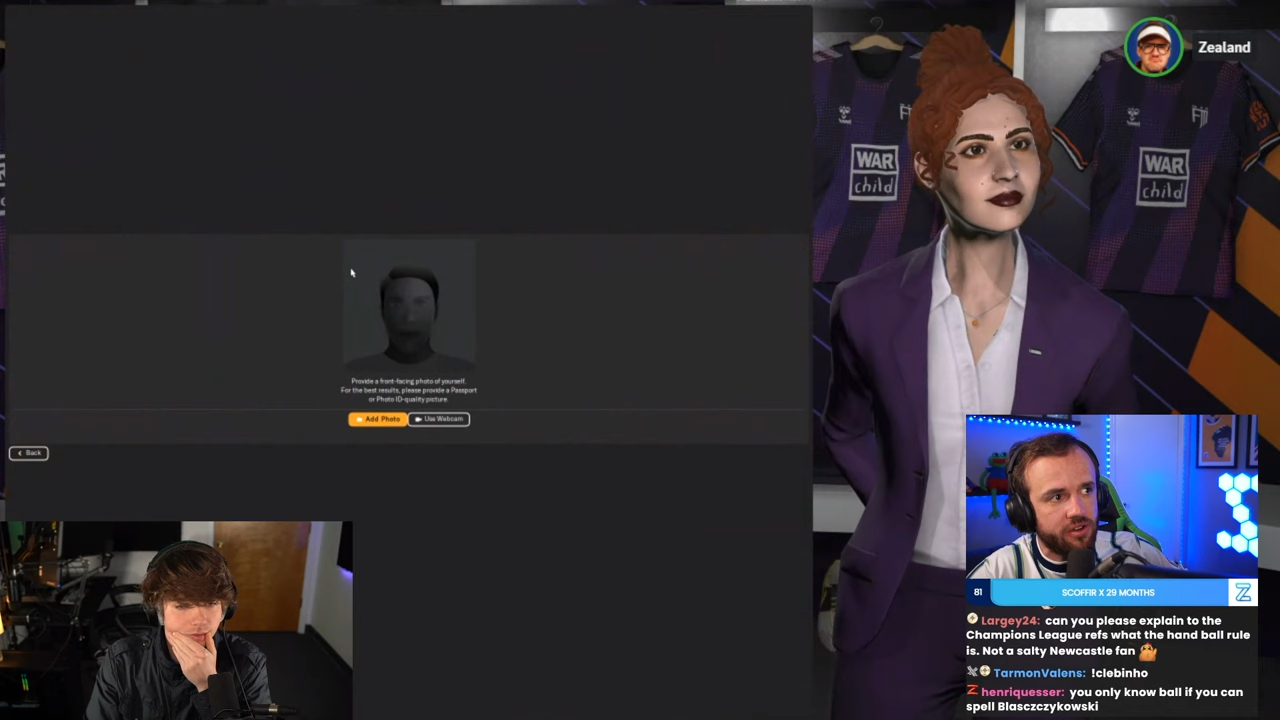 Zealand
WAR
child
WAR
child
Provide a front-facing photo of yourself.
For the best results, please provide a Passport
or Photo ID-quality picture.
Add Photo
Use Webcam
Back
81
SCOFFIR X 29 MONTHS
Z
Largey24: can you please explain to the
Champions League refs what the hand ball rule
is. Not a salty Newcastle fan
TarmonValens: !clebinho
henriquesser: you only know ball if you can
spell Blasczczykowski